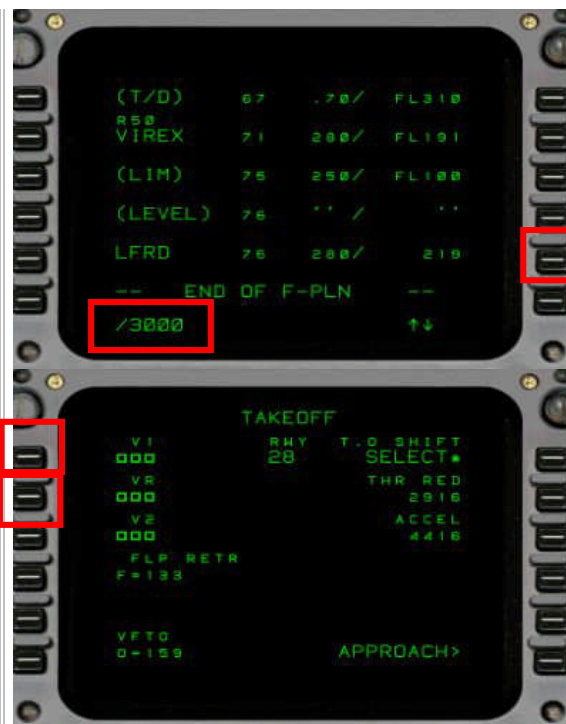 (T/D) 67 .70/ FL310
R50
VIREX 71 280/ FL191
(LIM) 75 250/ FL100
(LEVEL) 76 '' / ''
LFRD 76 280/ 219
-- END OF F-PLN --
/3000 ↑↓
TAKEOFF
V1 RWY T.O SHIFT
□□□ 28 SELECT*
VR THR RED
□□□ 2916
V2 ACCEL
□□□ 4416
FLP RETR
F=133
VFTO
O=159 APPROACH>